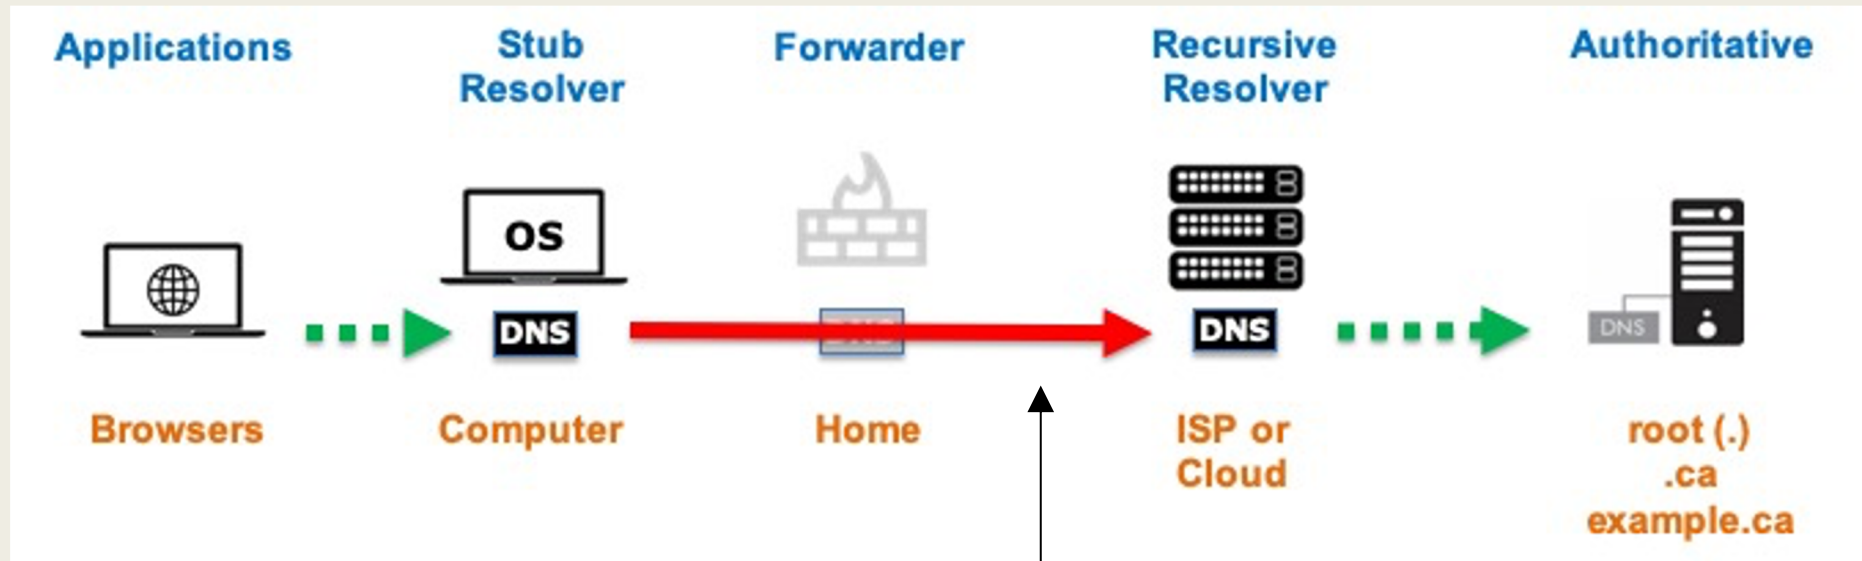 Applications
Stub
Resolver
Forwarder
Recursive
Resolver
Authoritative
OS
DNS
DNS
DNS
DNS
Browsers
Computer
Home
ISP or
Cloud
root (.)
.ca
example.ca